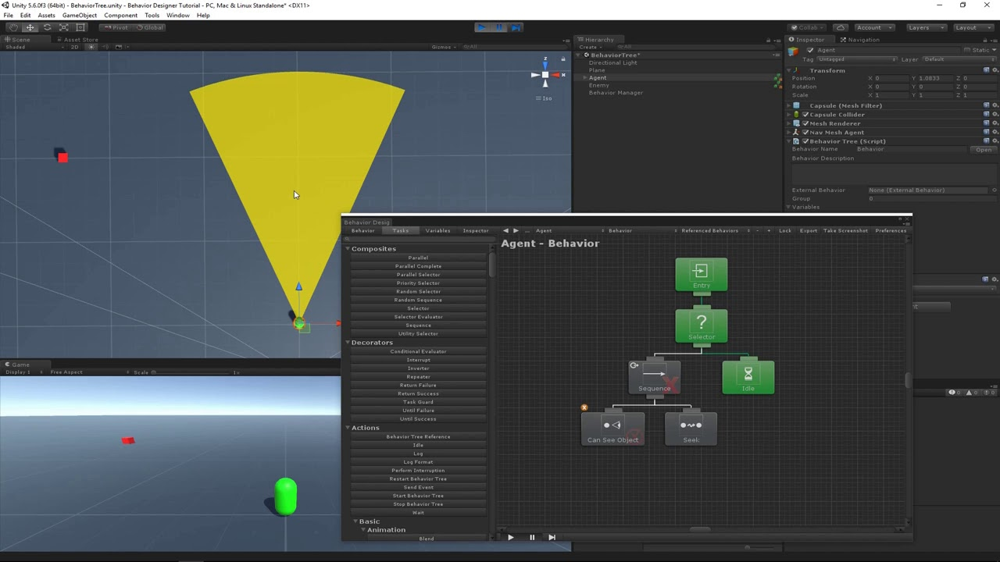 Unity 5.6.0f3 (64bit) - BehaviorTree.unity - Behavior Designer Tutorial - PC, Mac & Linux Standalone* <DX11>
File Edit Assets GameObject Component Tools Window Help
Pivot Global
Collab Account Layers Layout
Scene Asset Store
Shaded 2D Gizmos All
z
x
Iso
Hierarchy
Create All
BehaviorTree*
Directional Light
Plane
Agent
Enemy
Behavior Manager
Inspector Navigation
Agent Static
Tag Untagged Layer Default
Transform
Position X 0 Y 1.0833 Z 0
Rotation X 0 Y 0 Z 0
Scale X 1 Y 1 Z 1
Capsule (Mesh Filter)
Capsule Collider
Mesh Renderer
Nav Mesh Agent
Behavior Tree (Script)
Behavior Name Behavior Open
Behavior Description
External Behavior None (External Behavior)
Group 0
Variables
Game
Display 1 Free Aspect Scale 1x
Behavior Desig
Behavior Tasks Variables Inspector
... Agent Behavior Referenced Behaviors - + Lock Export Take Screenshot Preferences
Composites
Parallel
Parallel Complete
Parallel Selector
Priority Selector
Random Selector
Random Sequence
Selector
Selector Evaluator
Sequence
Utility Selector
Decorators
Conditional Evaluator
Interrupt
Inverter
Repeater
Return Failure
Return Success
Task Guard
Until Failure
Until Success
Actions
Behavior Tree Reference
Idle
Log
Log Format
Perform Interruption
Restart Behavior Tree
Send Event
Start Behavior Tree
Stop Behavior Tree
Wait
Basic
Animation
Blend
Agent - Behavior
Entry
?
Selector
Sequence
Idle
Can See Object
Seek
0 0 0